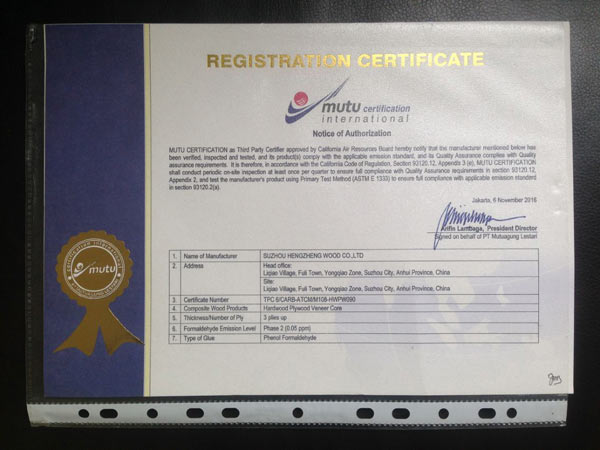 REGISTRATION CERTIFICATE
mutu certification
international
Notice of Authorization
MUTU CERTIFICATION as Third Party Certifier approved by California Air Resources Board hereby notify that the manufacturer mentioned below has
been verified, inspected and tested, and its product(s) comply with the applicable emission standard, and its Quality Assurance complies with Quality
assurance requirements. It is therefore, in accordance with the California Code of Regulation, Section 93120.12, Appendix 3 (e), MUTU CERTIFICATION
shall conduct periodic on-site inspection at least once per quarter to ensure full compliance with Quality Assurance requirements in section 93120.12,
Appendix 2, and test the manufacturer's product using Primary Test Method (ASTM E 1333) to ensure full compliance with applicable emission standard
in section 93120.2(a).
Jakarta, 6 November 2016
Arifin Lambaga, President Director
Signed on behalf of PT Mutuagung Lestari
1. Name of Manufacturer SUZHOU HENGZHENG WOOD CO.,LTD
2. Address Head office:
Liqiao Village, Fuli Town, Yongqiao Zone, Suzhou City, Anhui Province, China
Site:
Liqiao Village, Fuli Town, Yongqiao Zone, Suzhou City, Anhui Province, China
3. Certificate Number TPC 6/CARB-ATCM/M108-HWPW090
4. Composite Wood Products Hardwood Plywood Veneer Core
5. Thickness/Number of Ply 3 plies up
6. Formaldehyde Emission Level Phase 2 (0.05 ppm)
7. Type of Glue Phenol Formaldehyde
certification international
mutu